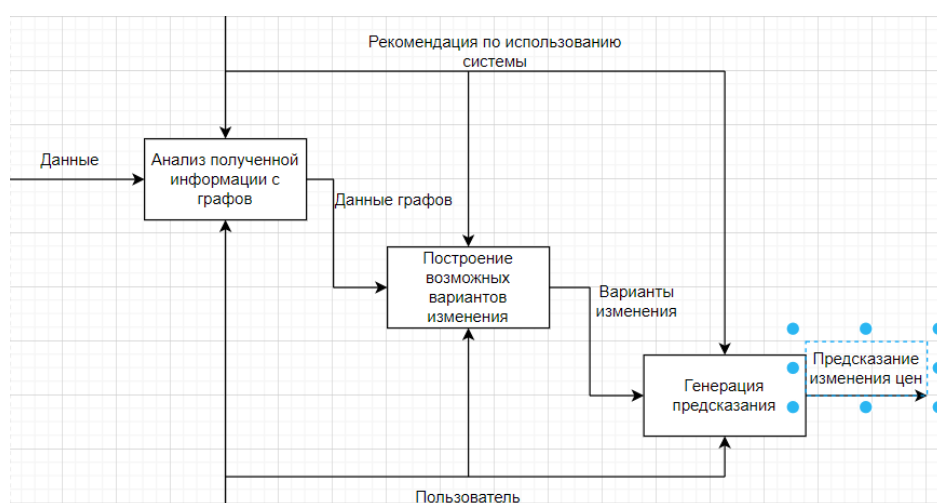 Рекомендация по использованию
системы
Данные
Анализ полученной
информации с
графов
Данные графов
Построение
возможных
вариантов
изменения
Варианты
изменения
Генерация
предсказания
Предсказание
изменения цен
Пользователь